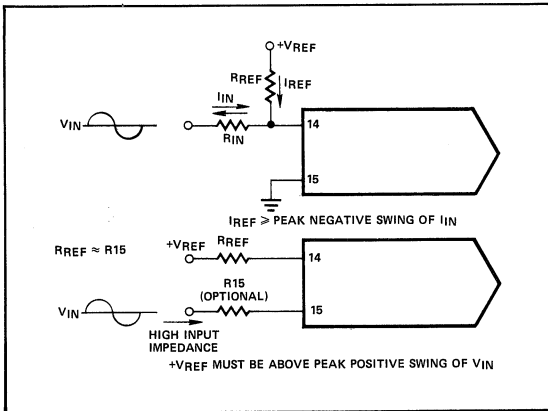 +VREF
RREF
IREF
IIN
VIN
RIN
14
15
IREF ⩾ PEAK NEGATIVE SWING OF IIN
RREF ≈ R15
+VREF
RREF
14
R15
(OPTIONAL)
VIN
15
HIGH INPUT
IMPEDANCE
+VREF MUST BE ABOVE PEAK POSITIVE SWING OF VIN